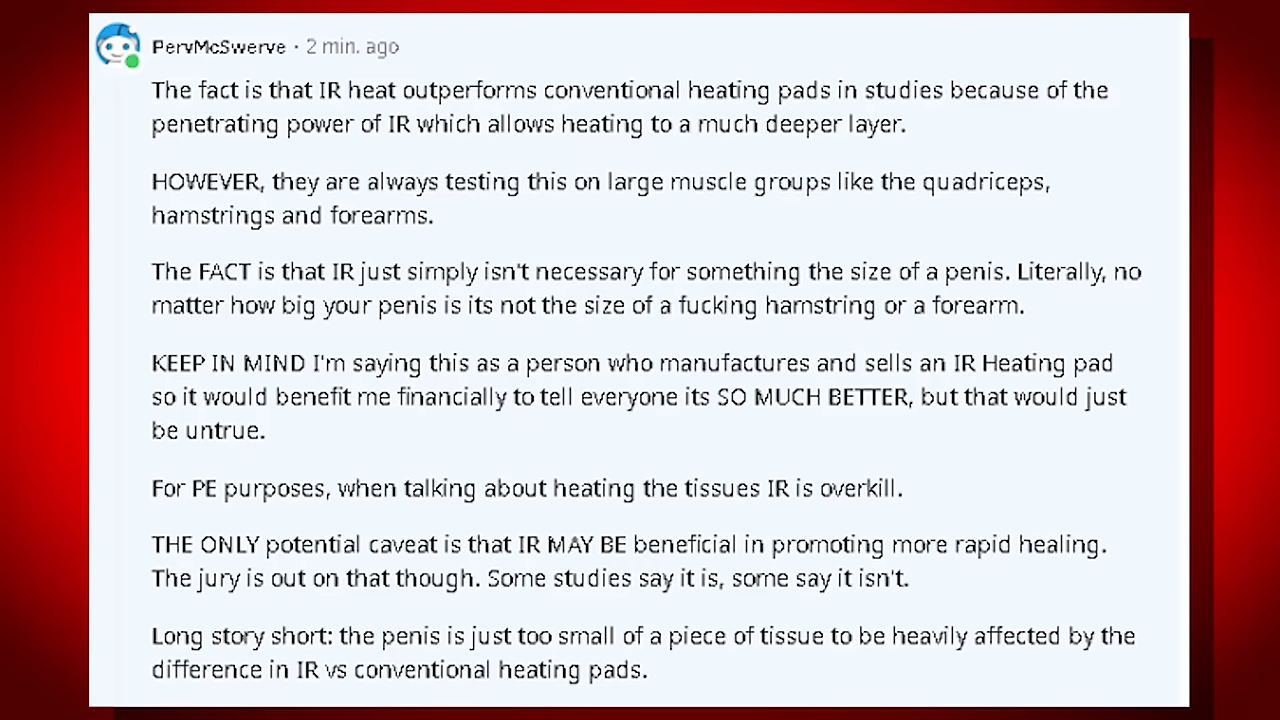 PervMcSwerve · 2 min. ago
The fact is that IR heat outperforms conventional heating pads in studies because of the
penetrating power of IR which allows heating to a much deeper layer.
HOWEVER, they are always testing this on large muscle groups like the quadriceps,
hamstrings and forearms.
The FACT is that IR just simply isn't necessary for something the size of a penis. Literally, no
matter how big your penis is its not the size of a fucking hamstring or a forearm.
KEEP IN MIND I'm saying this as a person who manufactures and sells an IR Heating pad
so it would benefit me financially to tell everyone its SO MUCH BETTER, but that would just
be untrue.
For PE purposes, when talking about heating the tissues IR is overkill.
THE ONLY potential caveat is that IR MAY BE beneficial in promoting more rapid healing.
The jury is out on that though. Some studies say it is, some say it isn't.
Long story short: the penis is just too small of a piece of tissue to be heavily affected by the
difference in IR vs conventional heating pads.